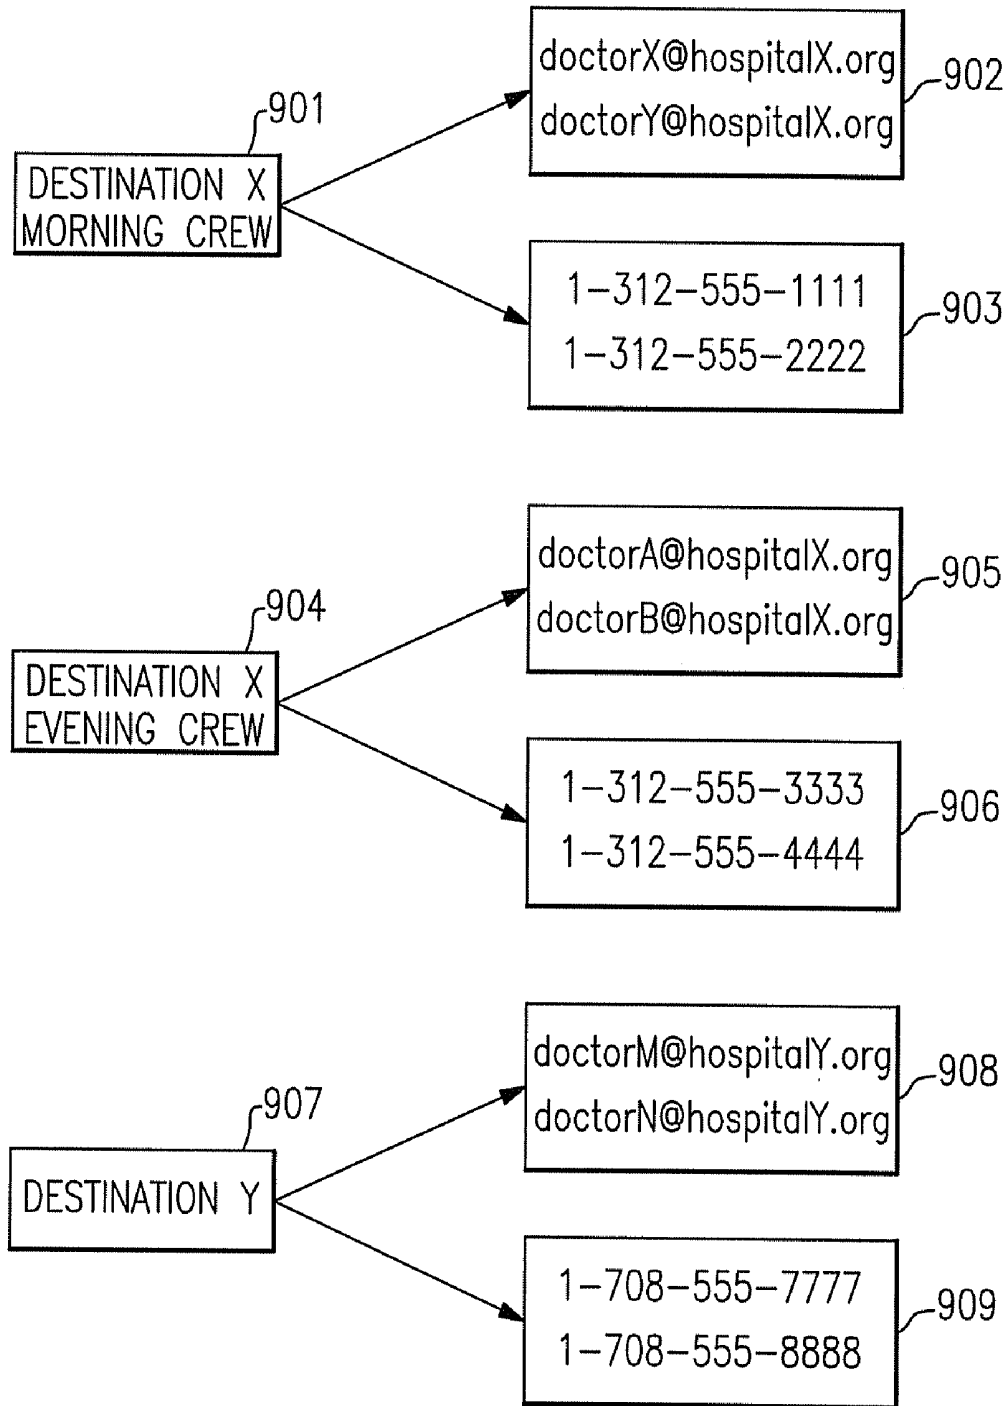 doctorX@hospitalX.org
doctorY@hospitalX.org
902
901
DESTINATION X
MORNING CREW
1-312-555-1111
1-312-555-2222
903
doctorA@hospitalX.org
doctorB@hospitalX.org
905
904
DESTINATION X
EVENING CREW
1-312-555-3333
1-312-555-4444
906
doctorM@hospitalY.org
doctorN@hospitalY.org
908
907
DESTINATION Y
1-708-555-7777
1-708-555-8888
909